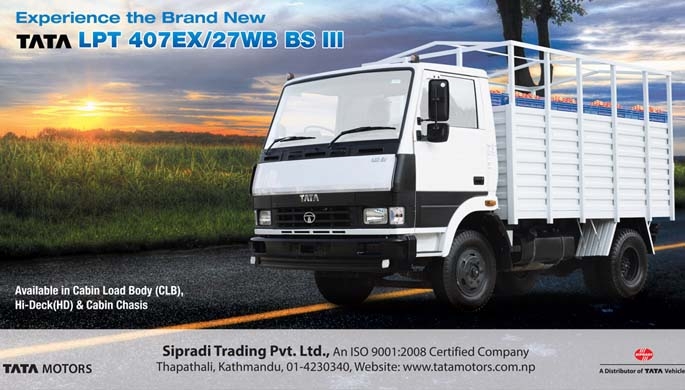 Experience the Brand New
TATA LPT 407EX/27WB BS III
TATA
Available in Cabin Load Body (CLB),
Hi-Deck(HD) & Cabin Chasis
TATA MOTORS
Sipradi Trading Pvt. Ltd., An ISO 9001:2008 Certified Company
Thapathali, Kathmandu, 01-4230340, Website: www.tatamotors.com.np
SIPRADI
A Distributor of TATA Vehicle